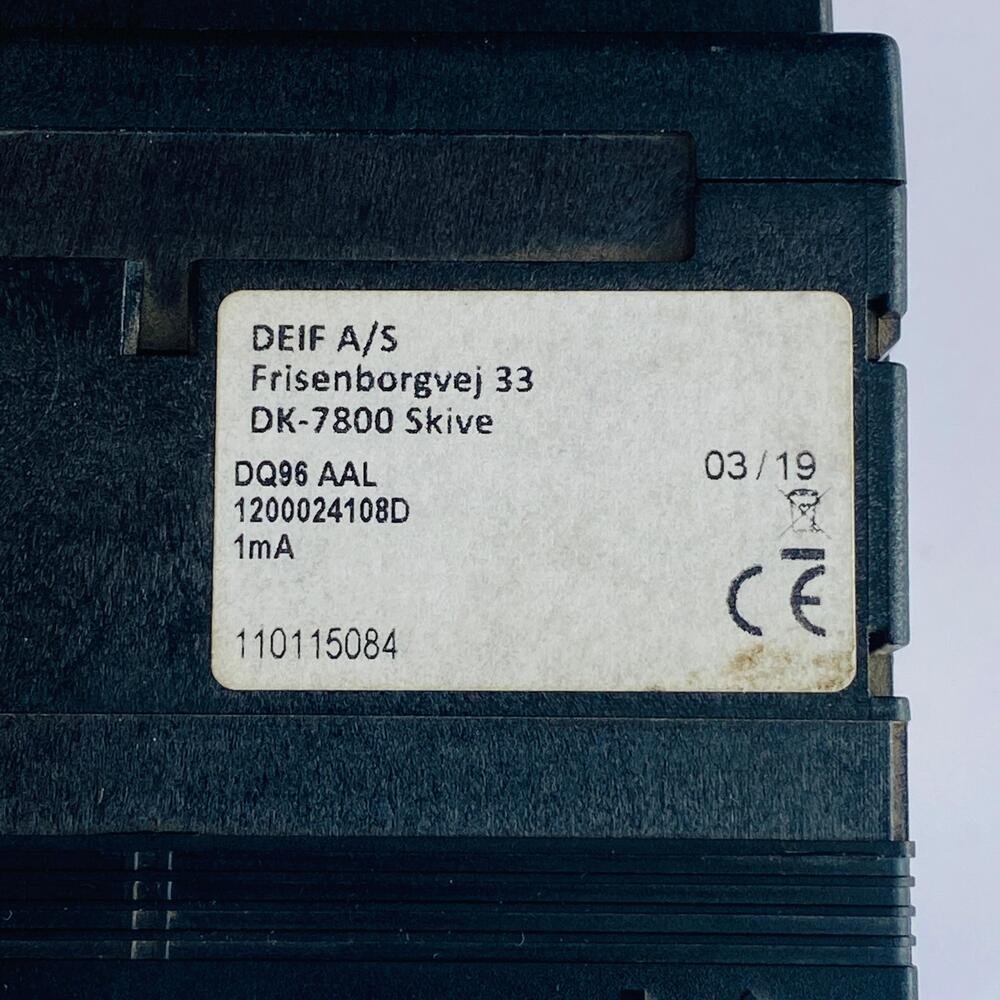 DEIF A/S
Frisenborgvej 33
DK-7800 Skive
DQ96 AAL
03/19
1200024108D
1mA
CE
110115084